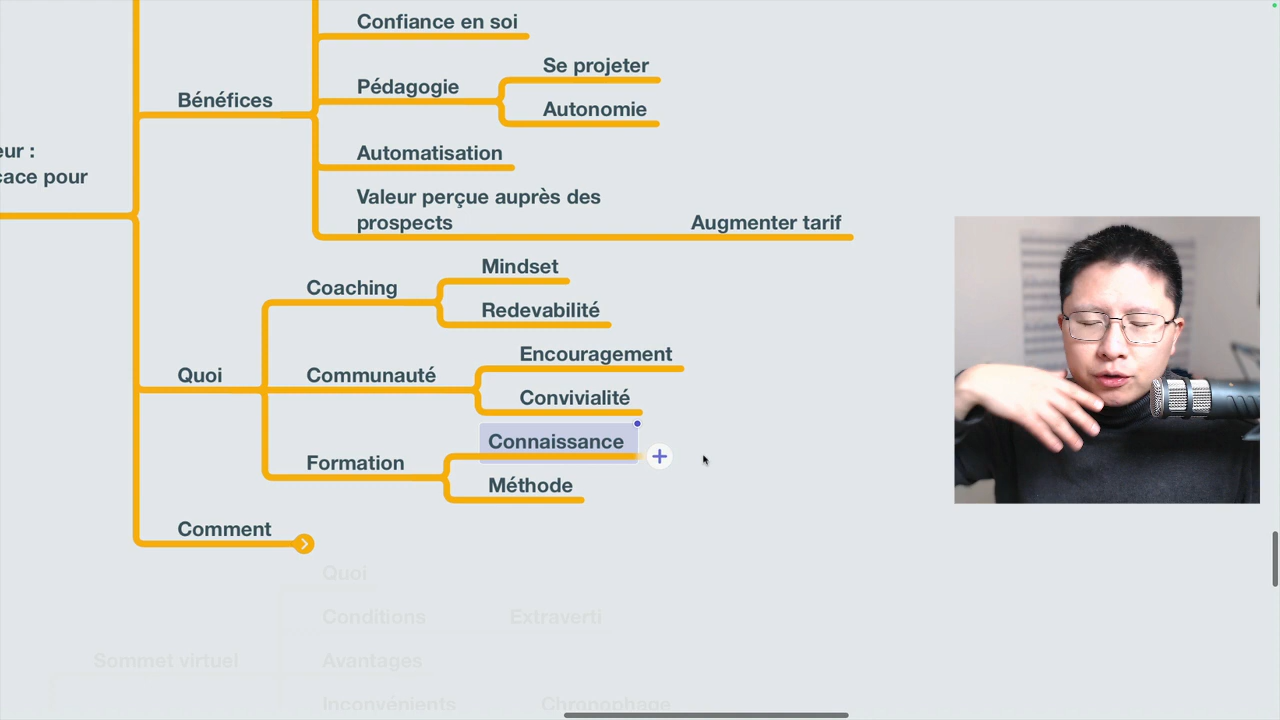 Confiance en soi
Se projeter
Pédagogie
Bénéfices
Autonomie
eur :
Automatisation
cace pour
Valeur perçue auprès des
prospects
Augmenter tarif
Mindset
Coaching
Redevabilité
Encouragement
Quoi
Communauté
Convivialité
Connaissance
Formation
Méthode
Comment
Quoi
Conditions
Extraverti
Sommet virtuel
Avantages
Inconvénients
Chronophage